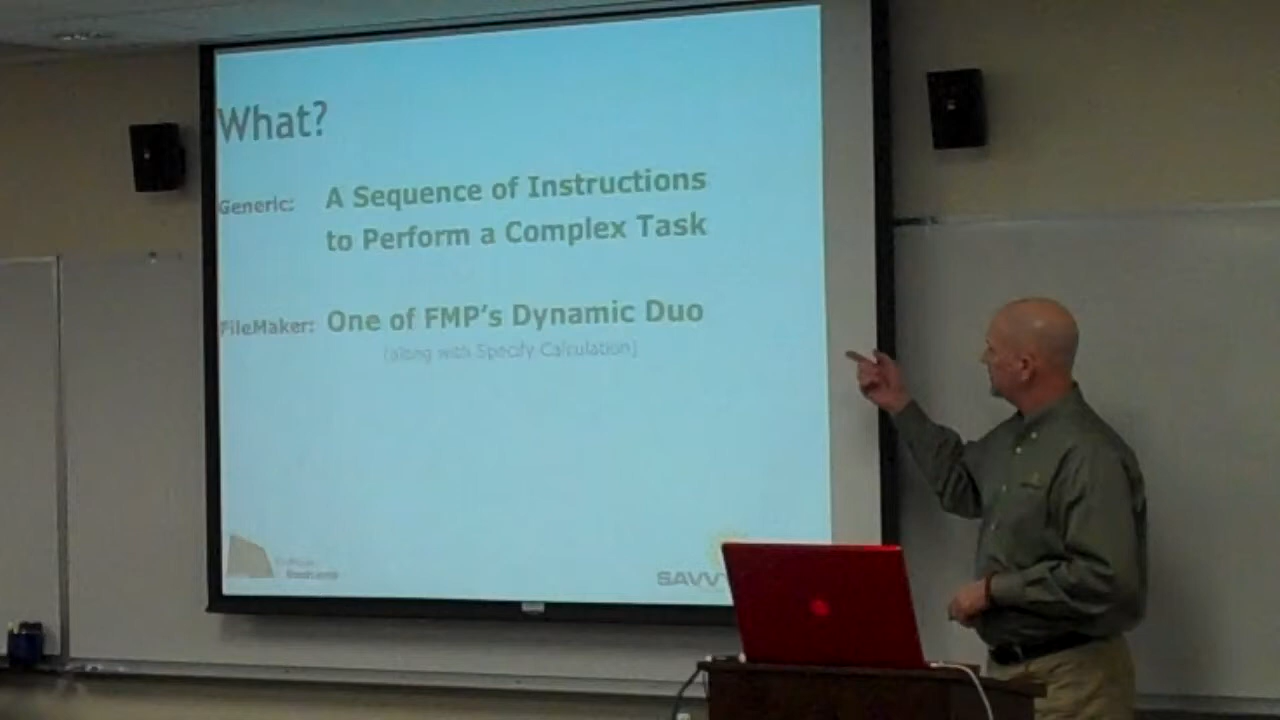 What?
Generic: A Sequence of Instructions
to Perform a Complex Task
FileMaker: One of FMP's Dynamic Duo
(along with Specify Calculation)
SAVV